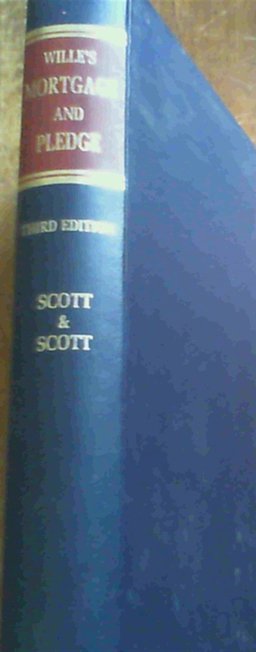 WILLE'S
MORTGAGE
AND
PLEDGE
THIRD EDITION
SCOTT
&
SCOTT